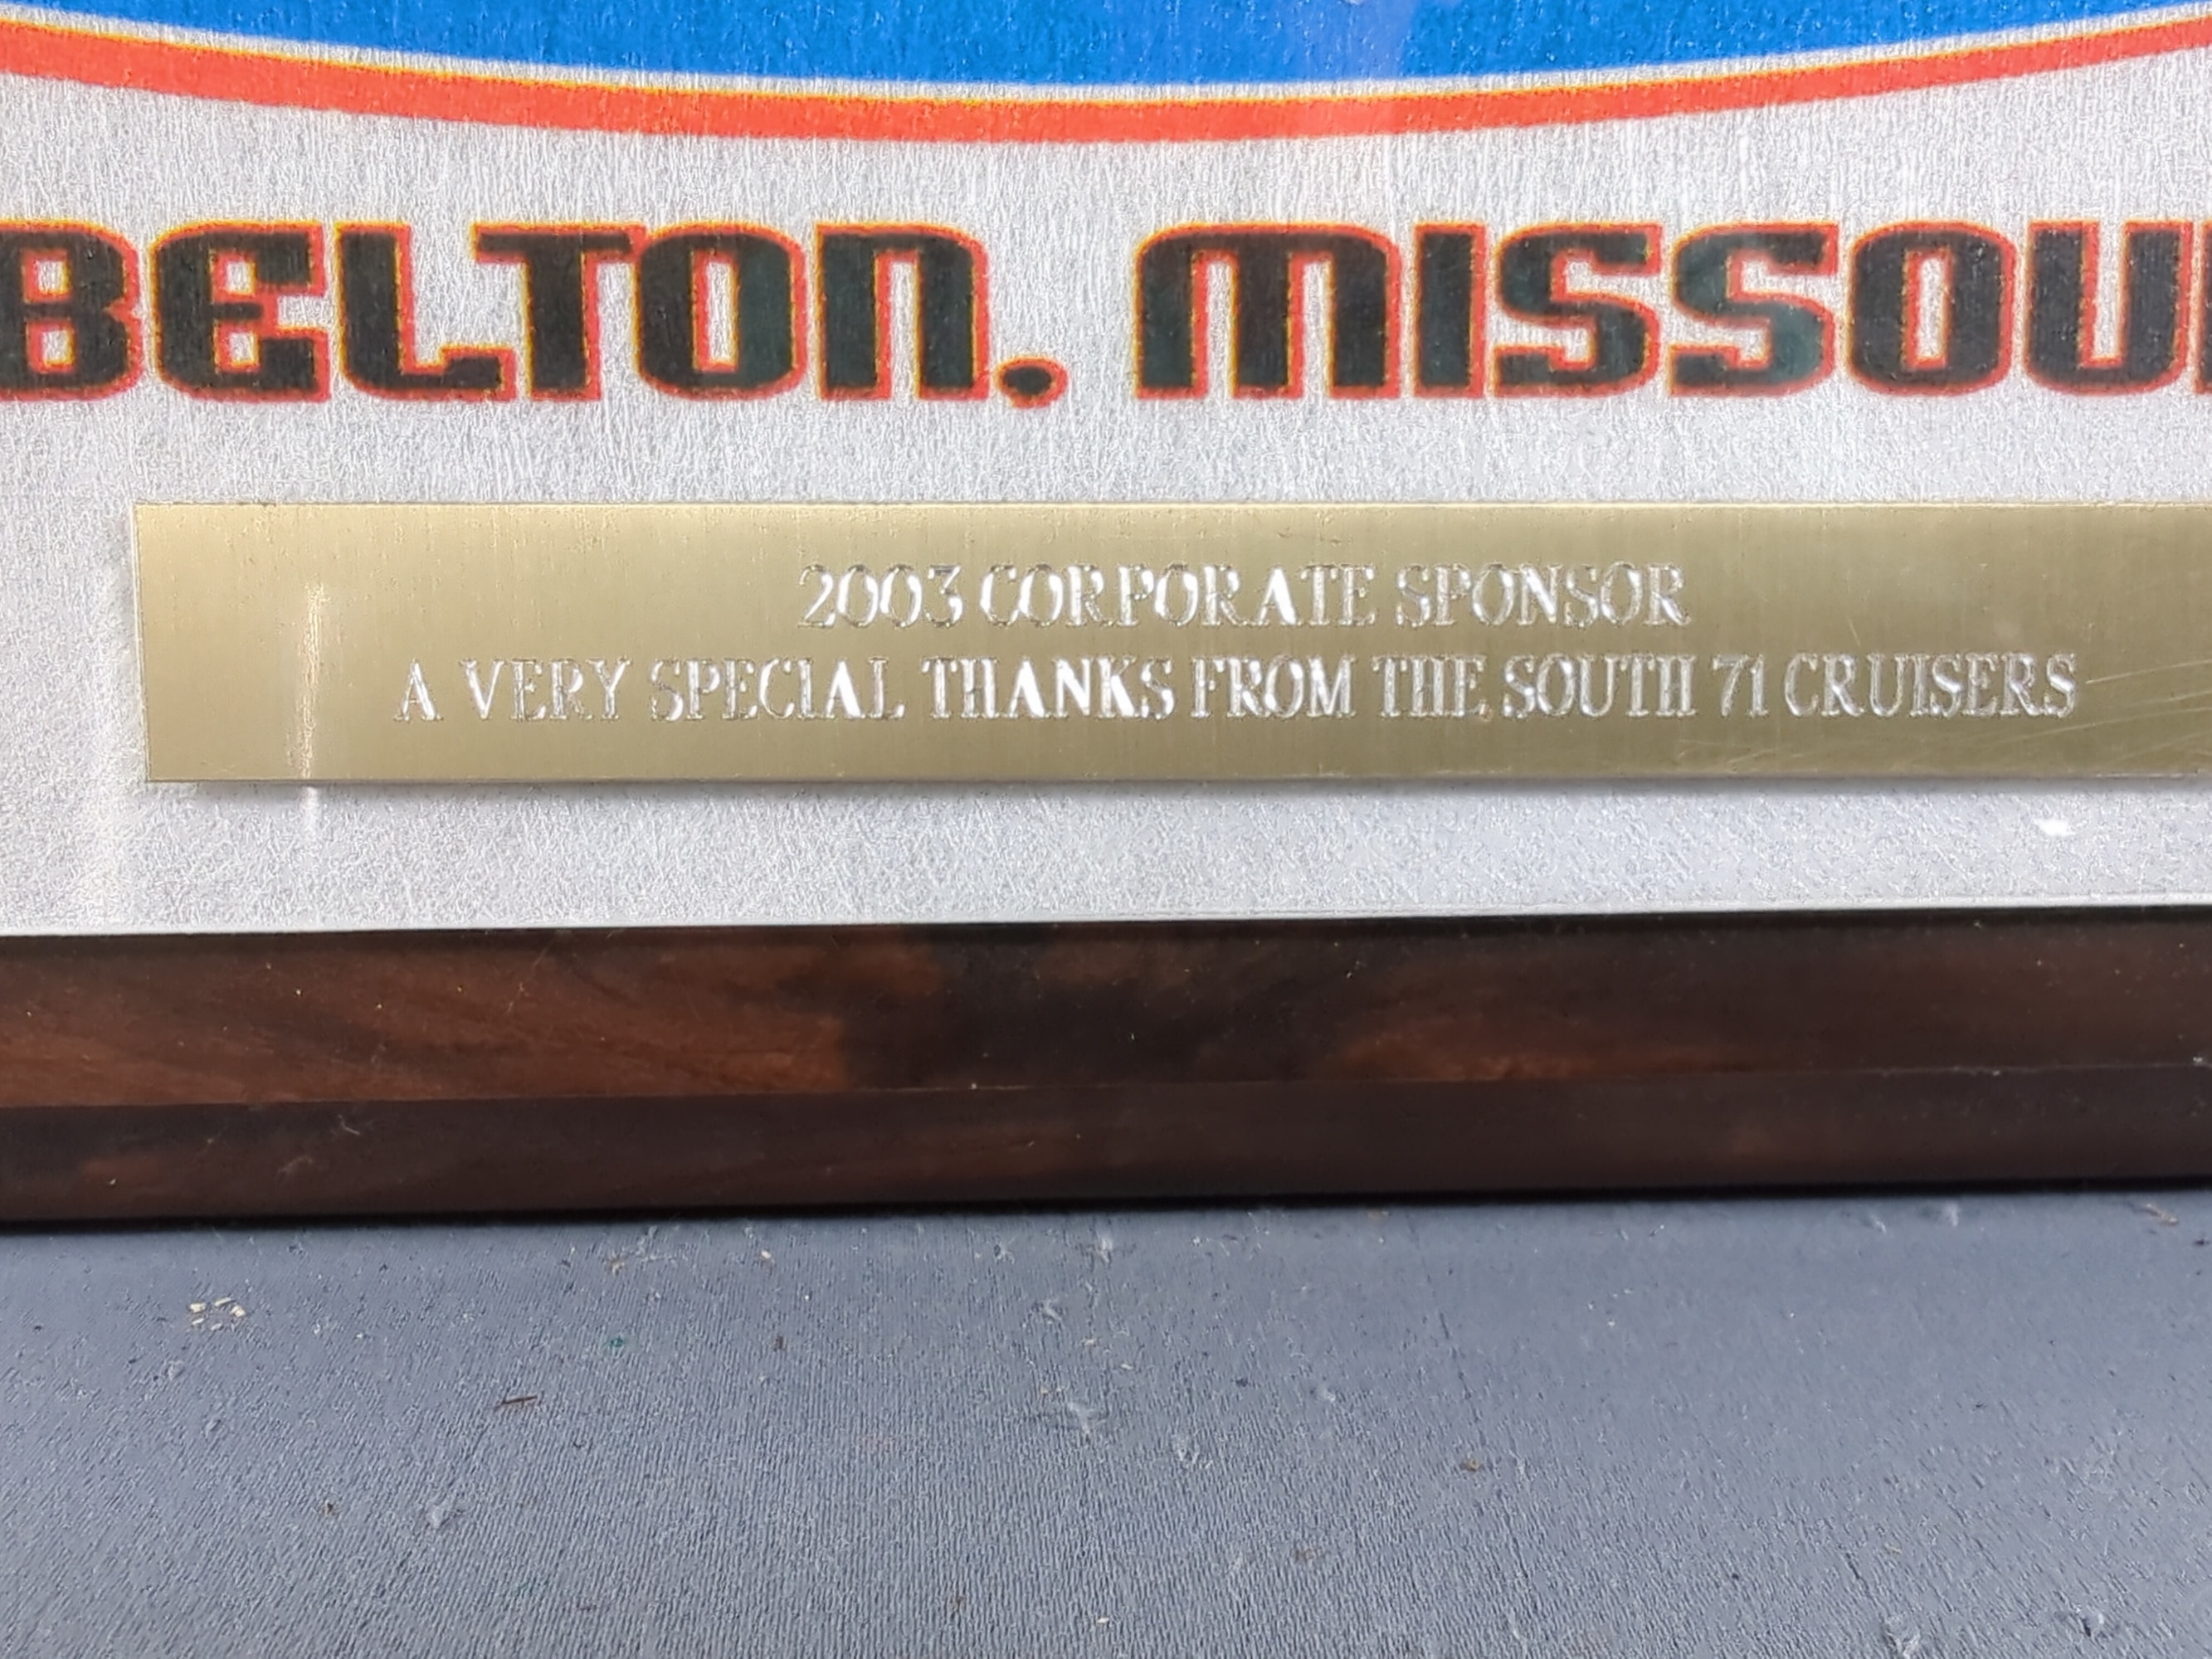 BELTON. MISSOU
2003 CORPORATE SPONSOR
A VERY SPECIAL THANKS FROM THE SOUTH 71 CRUISERS